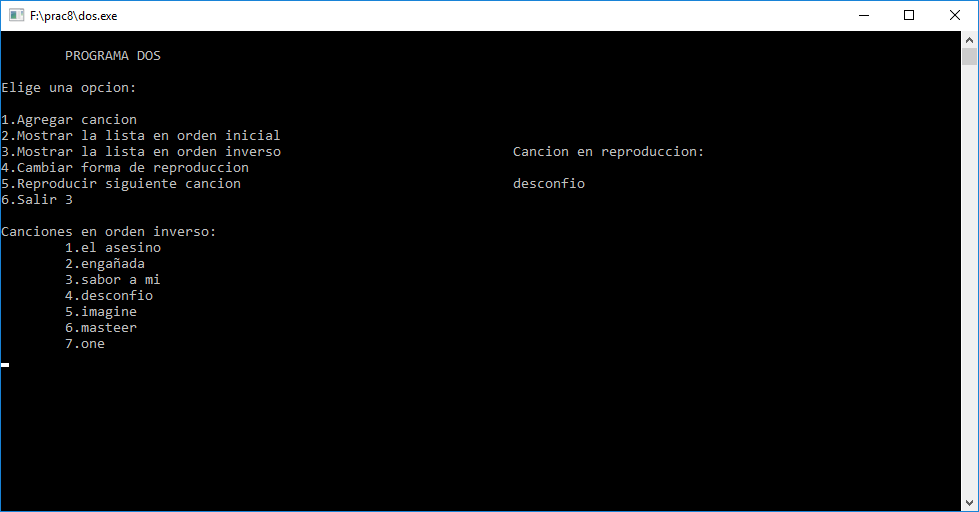 F:\prac8\dos.exe
PROGRAMA DOS
Elige una opcion:
1.Agregar cancion
2.Mostrar la lista en orden inicial
3.Mostrar la lista en orden inverso
4.Cambiar forma de reproduccion
5.Reproducir siguiente cancion
6.Salir 3
Cancion en reproduccion:
desconfio
Canciones en orden inverso:
1.el asesino
2.engañada
3.sabor a mi
4.desconfio
5.imagine
6.masteer
7.one